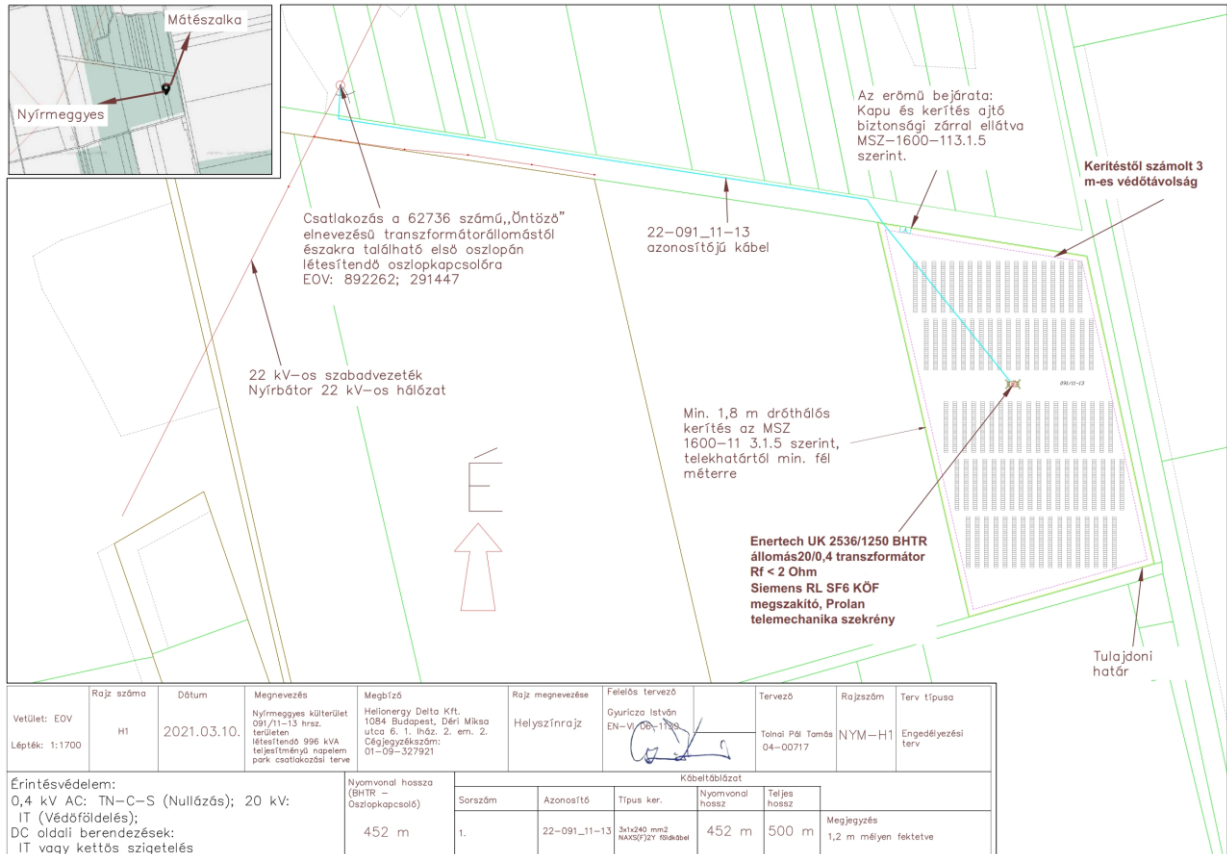 Mátészalka
Nyírmeggyes
Az erőmű bejárata:
Kapu és kerítés ajtó
biztonsági zárral ellátva
MSZ-1600-113.1.5
szerint.
Kerítéstől számolt 3
m-es védőtávolság
Csatlakozás a 62736 számú,,Öntöző"
elnevezésű transzformátorállomástól
északra található első oszlopán
létesítendő oszlopkapcsolóra
EOV: 892262; 291447
22-091_11-13
azonosítójú kábel
22 kV-os szabadvezeték
Nyírbátor 22 kV-os hálózat
091/11-13
Min. 1,8 m dróthálós
kerítés az MSZ
1600-11 3.1.5 szerint,
telekhatártól min. fél
méterre
É
Enertech UK 2536/1250 BHTR
állomás20/0,4 transzformátor
Rf < 2 Ohm
Siemens RL SF6 KÖF
megszakító, Prolan
telemechanika szekrény
Tulajdoni
határ
Vetület: EOV
Lépték: 1:1700
Rajz száma
H1
Dátum
2021.03.10.
Megnevezés
Nyírmeggyes külterület
091/11-13 hrsz.
területen
létesítendő 996 kVA
teljesítményű napelem
park csatlakozási terve
Megbízó
Helionergy Delta Kft.
1084 Budapest, Déri Miksa
utca 6. 1. lház. 2. em. 2.
Cégjegyzékszám:
01-09-327921
Rajz megnevezése
Helyszínrajz
Felelős tervező
Gyuricza István
EN-VI/06-1139
Tervező
Tolnai Pál Tamás
04-00717
Rajzszám
NYM-H1
Terv típusa
Engedélyezési
terv
Érintésvédelem:
0,4 kV AC: TN-C-S (Nullázás); 20 kV:
IT (Védőföldelés);
DC oldali berendezések:
IT vagy kettős szigetelés
Nyomvonal hossza
(BHTR -
Oszlopkapcsoló)
452 m
Kábeltáblázat
Sorszám
Azonosító
Típus ker.
Nyomvonal
hossz
Teljes
hossz
1.
22-091_11-13
3x1x240 mm2
NAXS(F)2Y földkábel
452 m
500 m
Megjegyzés
1,2 m mélyen fektetve